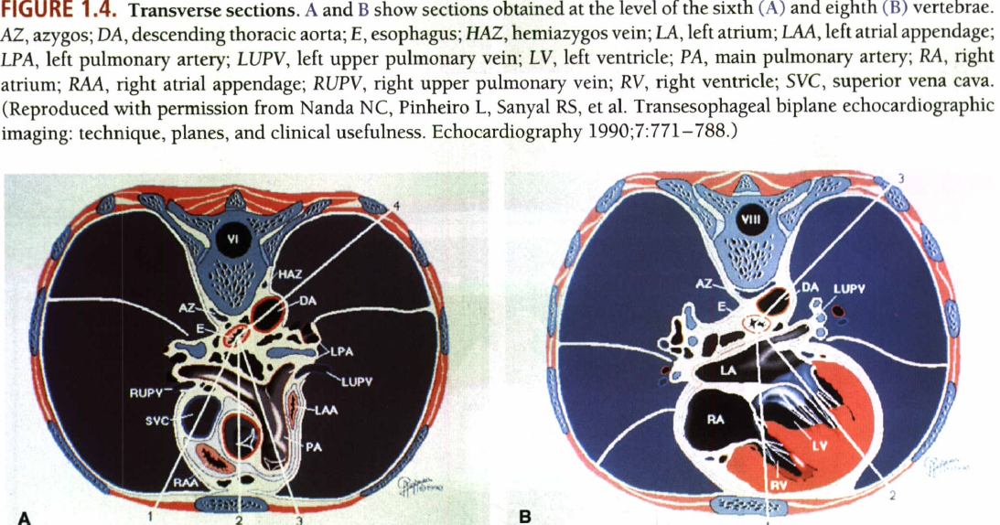 FIGURE 1.4. Transverse sections. A and B show sections obtained at the level of the sixth (A) and eighth (B) vertebrae.
AZ, azygos; DA, descending thoracic aorta; E, esophagus; HAZ, hemiazygos vein; LA, left atrium; LAA, left atrial appendage;
LPA, left pulmonary artery; LUPV, left upper pulmonary vein; LV, left ventricle; PA, main pulmonary artery; RA, right
atrium; RAA, right atrial appendage; RUPV, right upper pulmonary vein; RV, right ventricle; SVC, superior vena cava.
(Reproduced with permission from Nanda NC, Pinheiro L, Sanyal RS, et al. Transesophageal biplane echocardiographic
imaging: technique, planes, and clinical usefulness. Echocardiography 1990;7:771–788.)
4
VI
HAZ
DA
AZ
E
LPA
LUPV
RUPV
LAA
SVC
PA
RAA
A
1
2
3
3
VIII
AZ
DA
LUPV
E
LA
RA
LV
RV
2
B
1